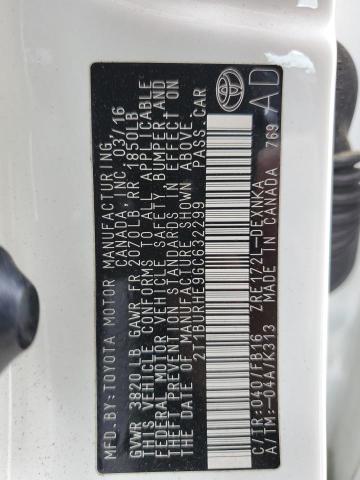 MFD.BY:TOYOTA MOTOR MANUFACTURING
CANADA, INC. 03/16
GVWR 3820 LB GAWR FR 2070LB,RR 1850LB
THIS VEHICLE CONFORMS TO ALL APPLICABLE
FEDERAL MOTOR VEHICLE SAFETY,BUMPER,AND
THEFT PREVENTION STANDARDS IN EFFECT ON
THE DATE OF MANUFACTURE SHOWN ABOVE.
2T1BURHE9GC632299 PASS.CAR
C/TR:040/FB16 ZRE172L-DEXNKA
A/TM:-04A/K313 MADE IN CANADA 769
TOYOTA
AD